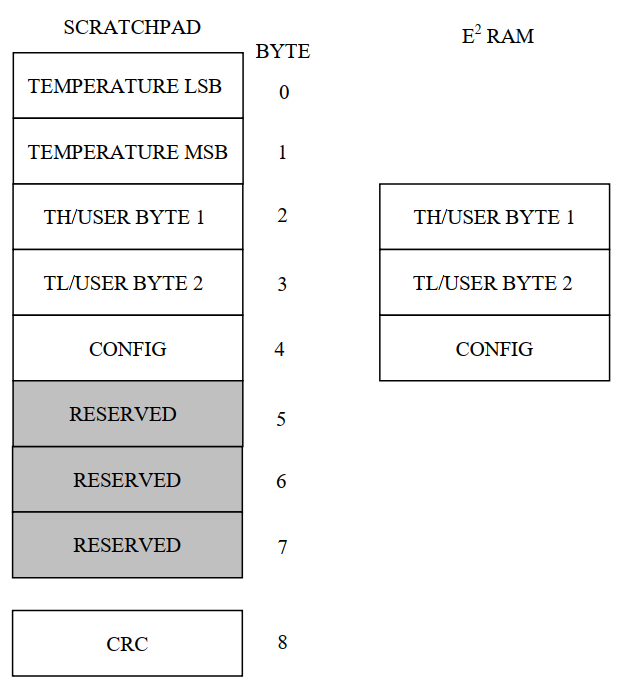 SCRATCHPAD
BYTE
E² RAM
TEMPERATURE LSB
0
TEMPERATURE MSB
1
TH/USER BYTE 1
2
TH/USER BYTE 1
TL/USER BYTE 2
3
TL/USER BYTE 2
CONFIG
4
CONFIG
RESERVED
5
RESERVED
6
RESERVED
7
CRC
8